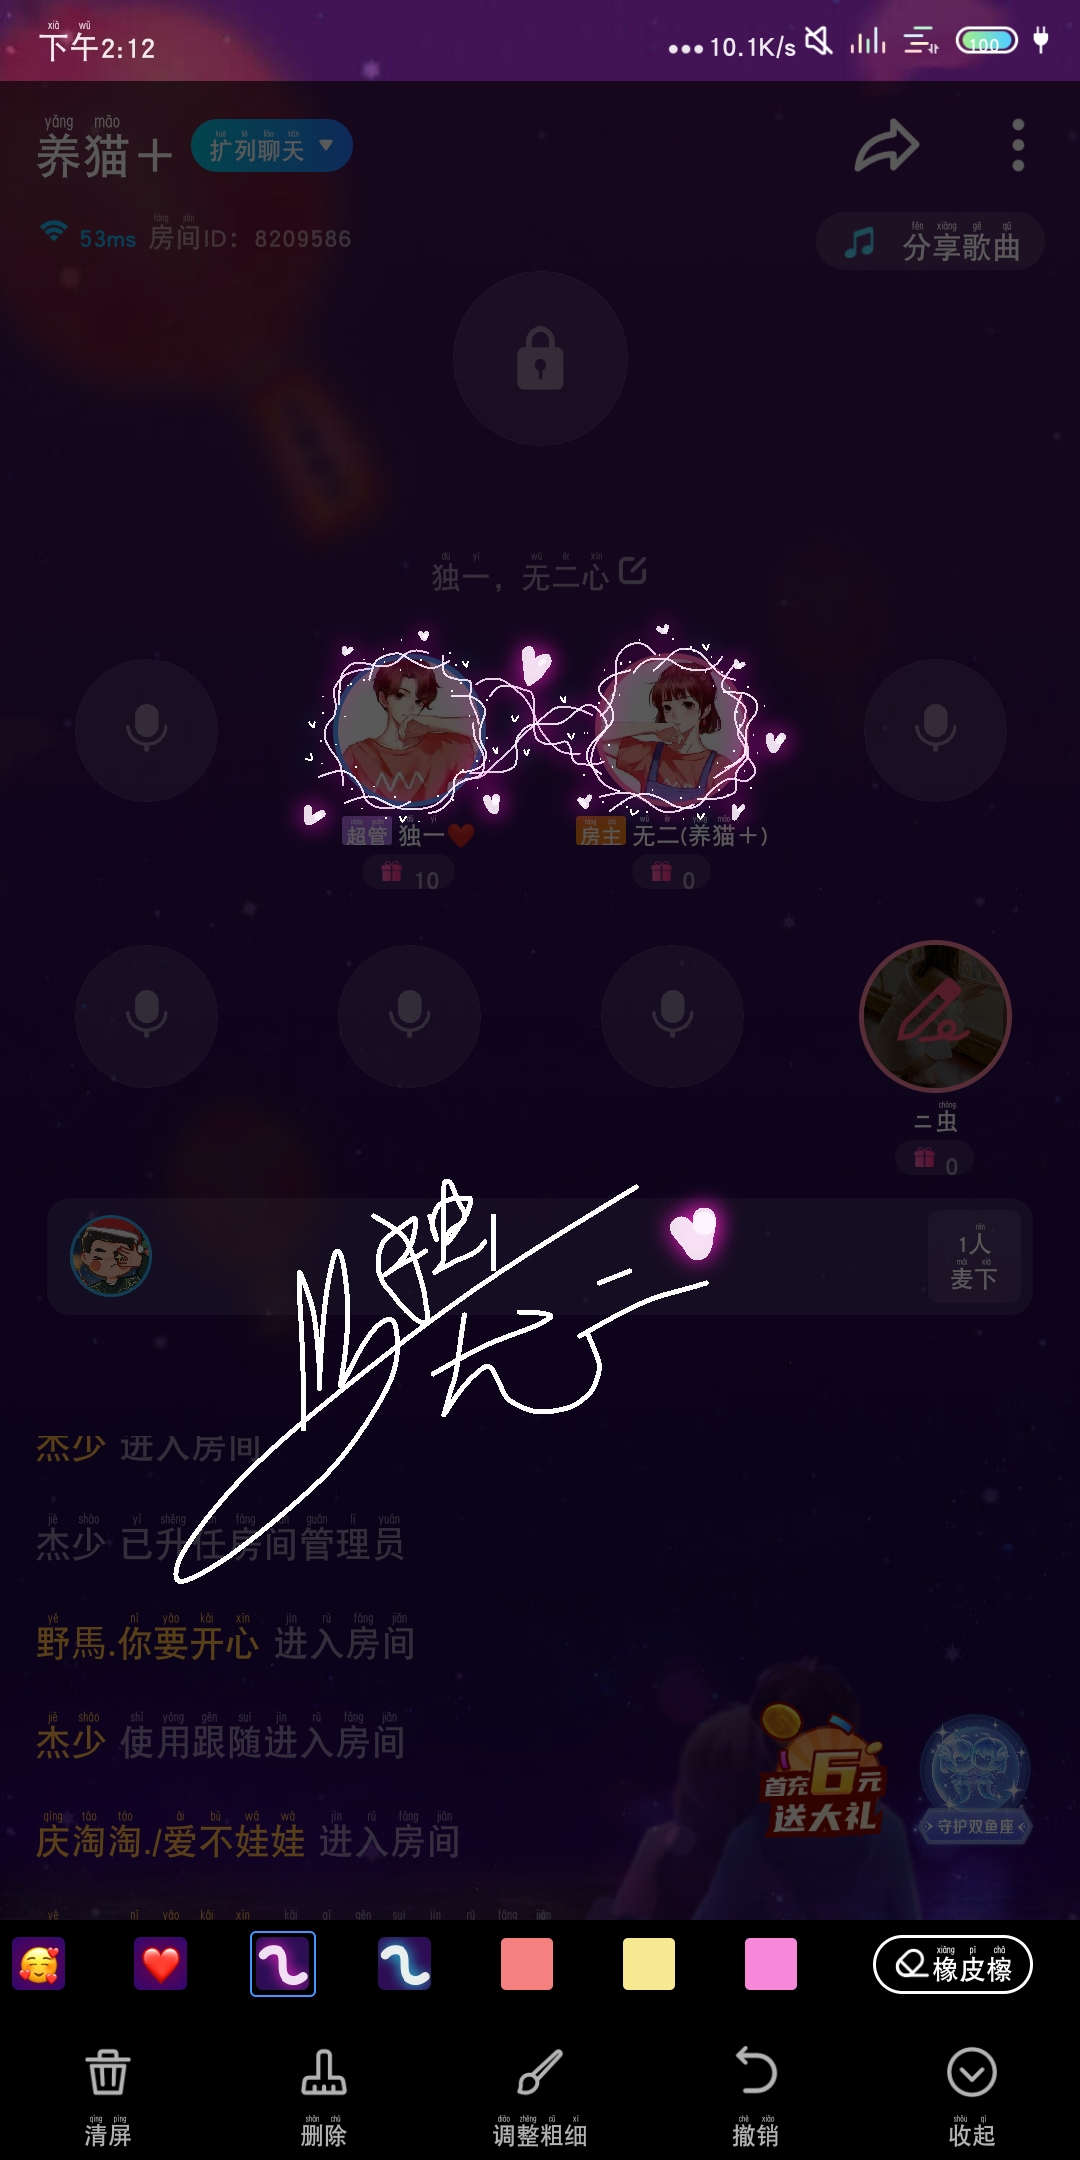 下午2:12 10.1K/s 100
养猫＋ 扩列聊天
53ms 房间ID：8209586
分享歌曲
独一，无二心
超管 独一❤️ 房主 无二(养猫＋)
10 0
二虫
0
独
无二
1人
麦下
杰少 进入房间
杰少 已升任房间管理员
野馬.你要开心 进入房间
杰少 使用跟随进入房间
首充6元
送大礼
守护双鱼座
庆淘淘./爱不娃娃 进入房间
橡皮檫
清屏 删除 调整粗细 撤销 收起